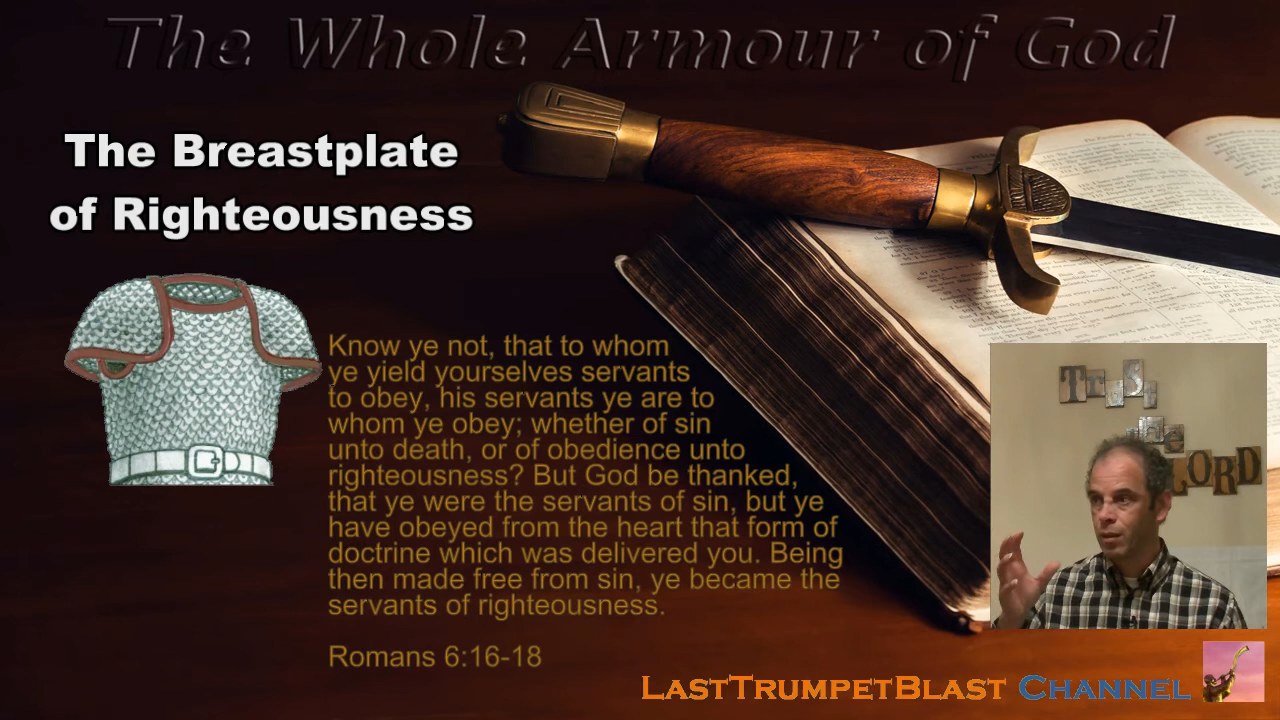 The Whole Armour of God
The Breastplate
of Righteousness
Know ye not, that to whom
ye yield yourselves servants
to obey, his servants ye are to
whom ye obey; whether of sin
unto death, or of obedience unto
righteousness? But God be thanked,
that ye were the servants of sin, but ye
have obeyed from the heart that form of
doctrine which was delivered you. Being
then made free from sin, ye became the
servants of righteousness.
Romans 6:16-18
Trust
the
LORD
LastTrumpetBlast Channel